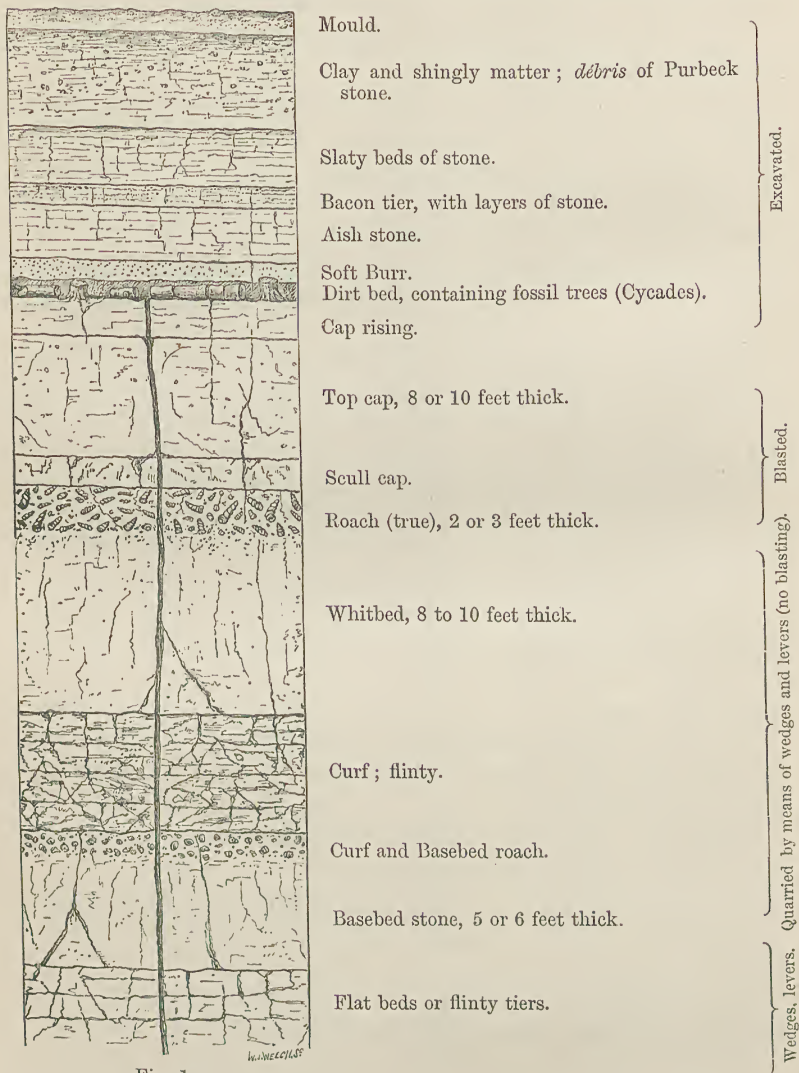 Mould.
Clay and shingly matter; débris of Purbeck
stone.
Slaty beds of stone.
Bacon tier, with layers of stone.
Aish stone.
Soft Burr.
Dirt bed, containing fossil trees (Cycades).
Cap rising.
Excavated.
Top cap, 8 or 10 feet thick.
Scull cap.
Roach (true), 2 or 3 feet thick.
Blasted.
Whitbed, 8 to 10 feet thick.
Curf; flinty.
Curf and Basebed roach.
Basebed stone, 5 or 6 feet thick.
Quarried by means of wedges and levers (no blasting).
Flat beds or flinty tiers.
Wedges, levers.
W.J.WELCH.SC